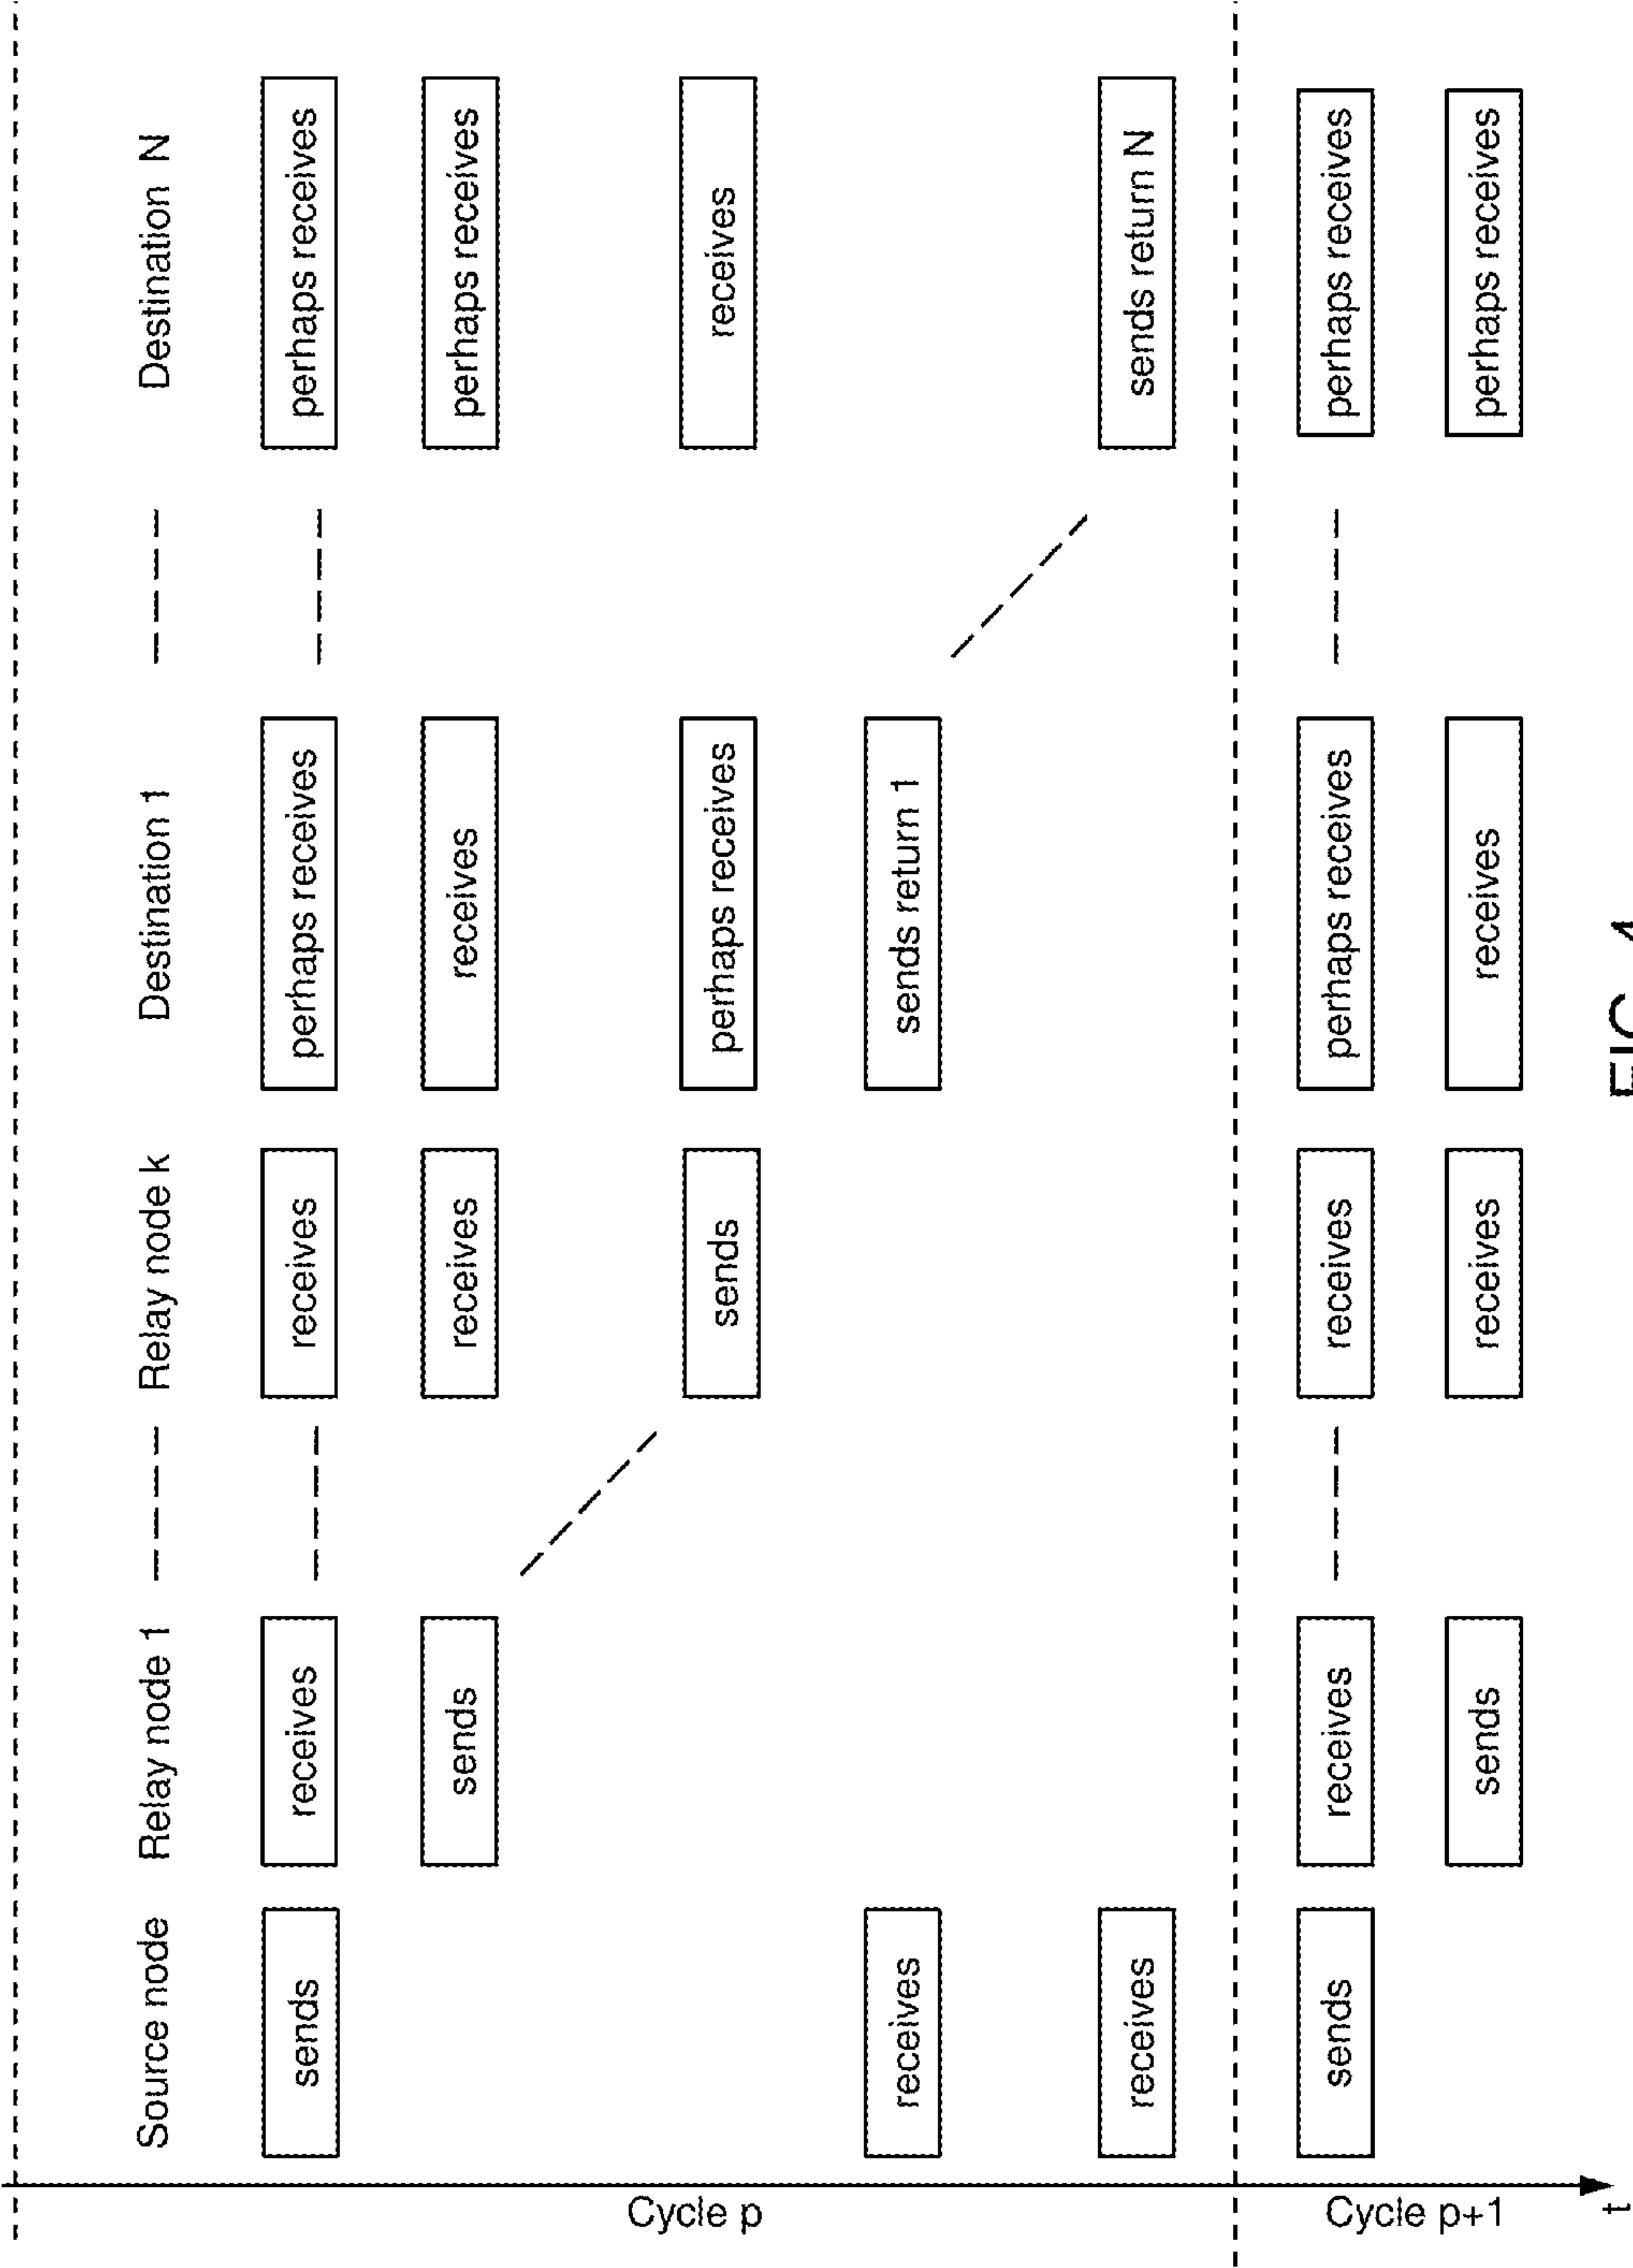 Source node Relay node 1 Relay node k Destination 1 Destination N
sends receives receives perhaps receives perhaps receives
sends receives receives perhaps receives
Cycle p
sends perhaps receives receives
receives sends return 1
receives sends return N
sends receives receives perhaps receives perhaps receives
Cycle p+1
sends receives receives perhaps receives
t